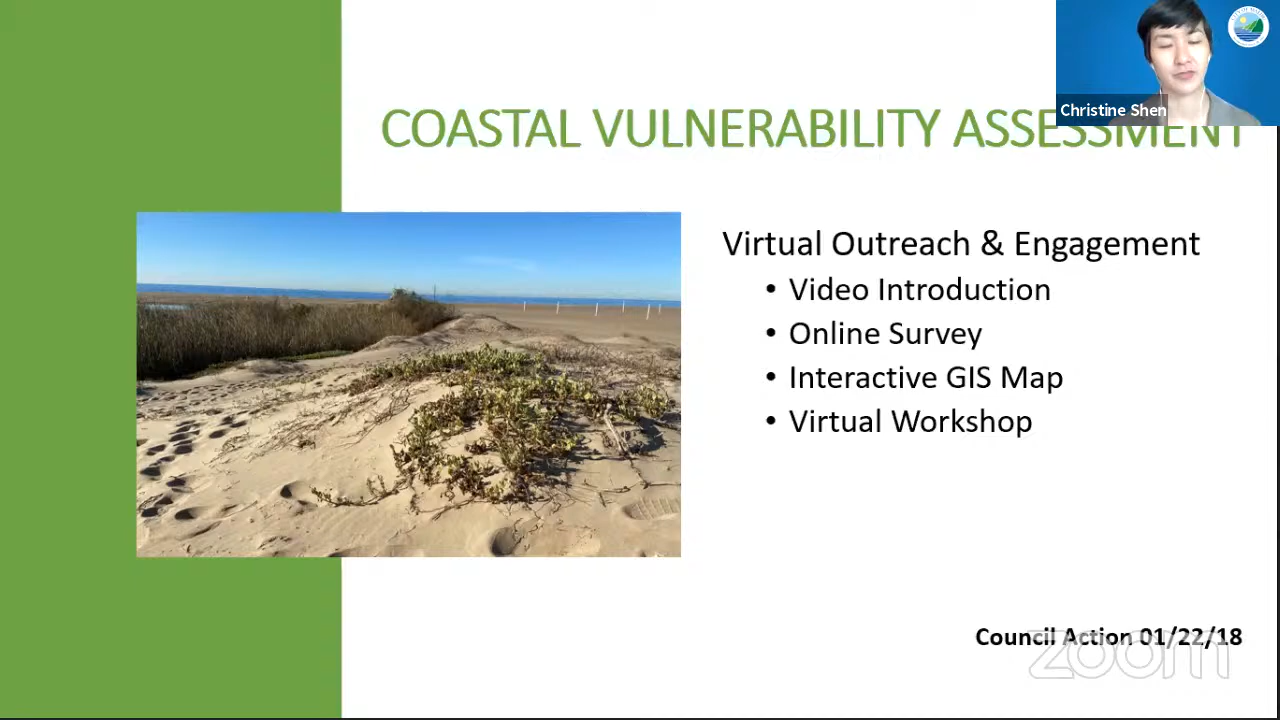 Christine Shen
COASTAL VULNERABILITY ASSESSMENT
Virtual Outreach & Engagement
• Video Introduction
• Online Survey
• Interactive GIS Map
• Virtual Workshop
Council Action 01/22/18
zoom